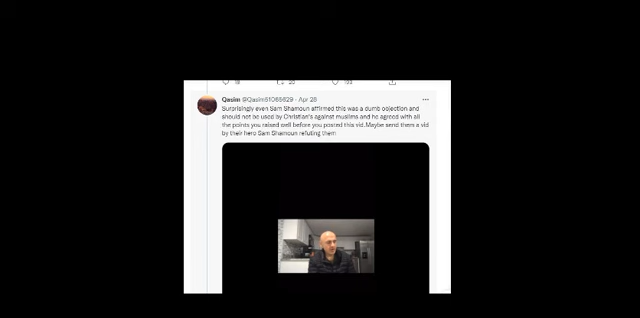 Qasim @Qasim61089829 · Apr 26
Surprisingly even Sam Shamoun affirmed this was a dumb objection and
should not be used by Christian's against muslims and he agreed with all
the points you raised well before you posted this vid.Maybe send them a vid
by their hero Sam Shamoun refuting them